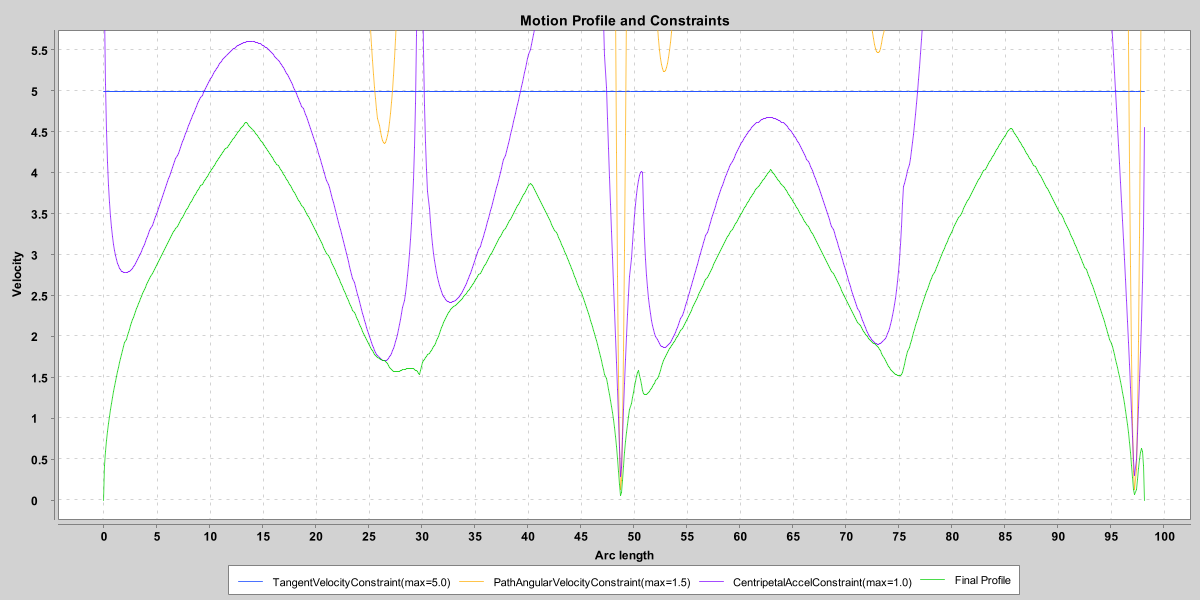 Motion Profile and Constraints
5.5
5
4.5
4
3.5
3
2.5
2
1.5
1
0.5
0
Velocity
0 5 10 15 20 25 30 35 40 45 50 55 60 65 70 75 80 85 90 95 100
Arc length
TangentVelocityConstraint(max=5.0) PathAngularVelocityConstraint(max=1.5) CentripetalAccelConstraint(max=1.0) Final Profile